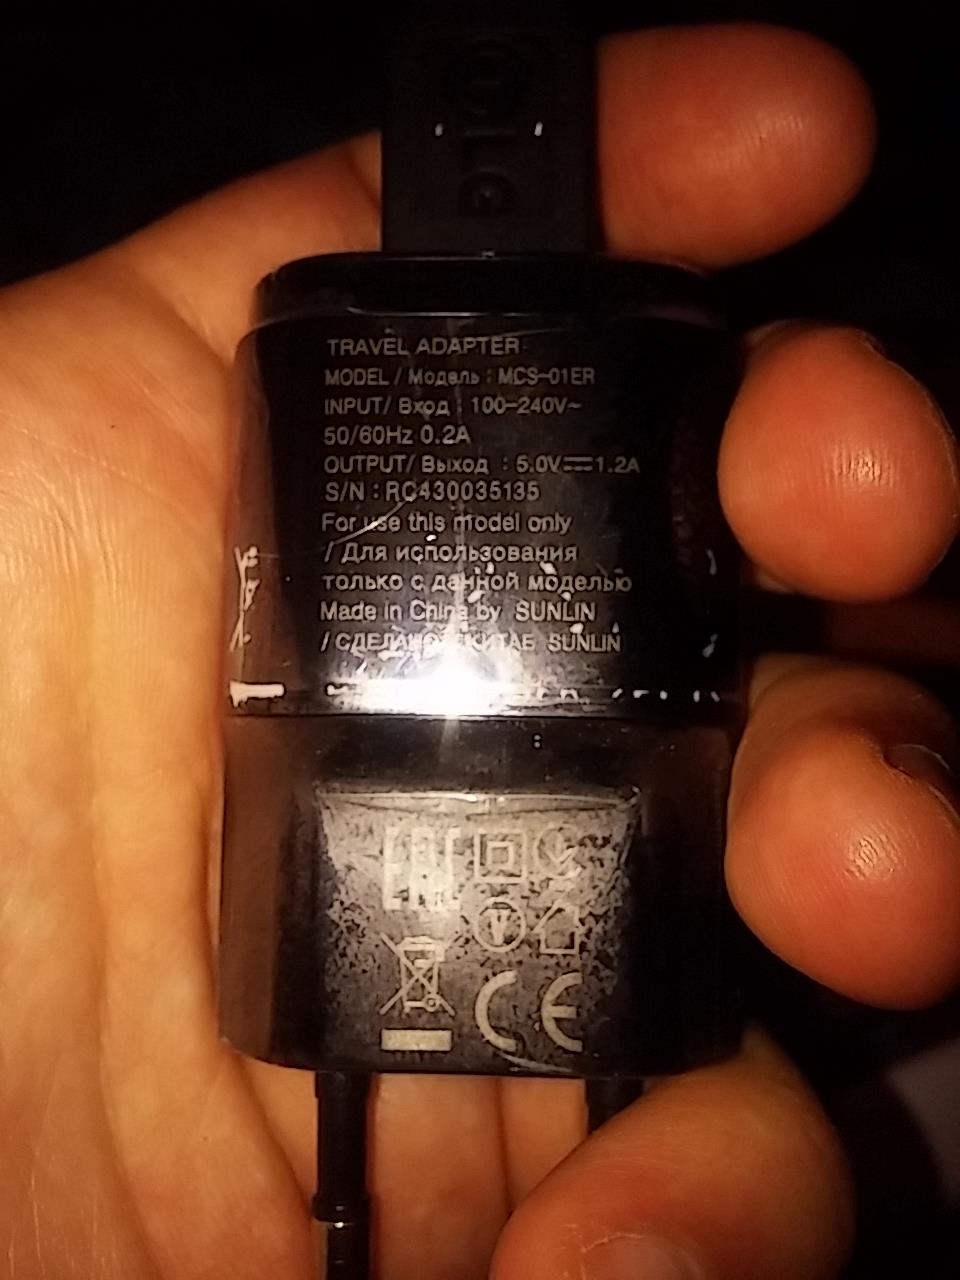 LG
TRAVEL ADAPTER
MODEL / Модель : MCS-01ER
INPUT/ Вход : 100-240V~
50/60Hz 0.2A
OUTPUT/ Выход : 5.0V⎓1.2A
S/N : RC430035135
For use this model only
/ Для использования
только с данной моделью
Made in China by SUNLIN
/ СДЕЛАНО В КИТАЕ SUNLIN
EAC
V
CE